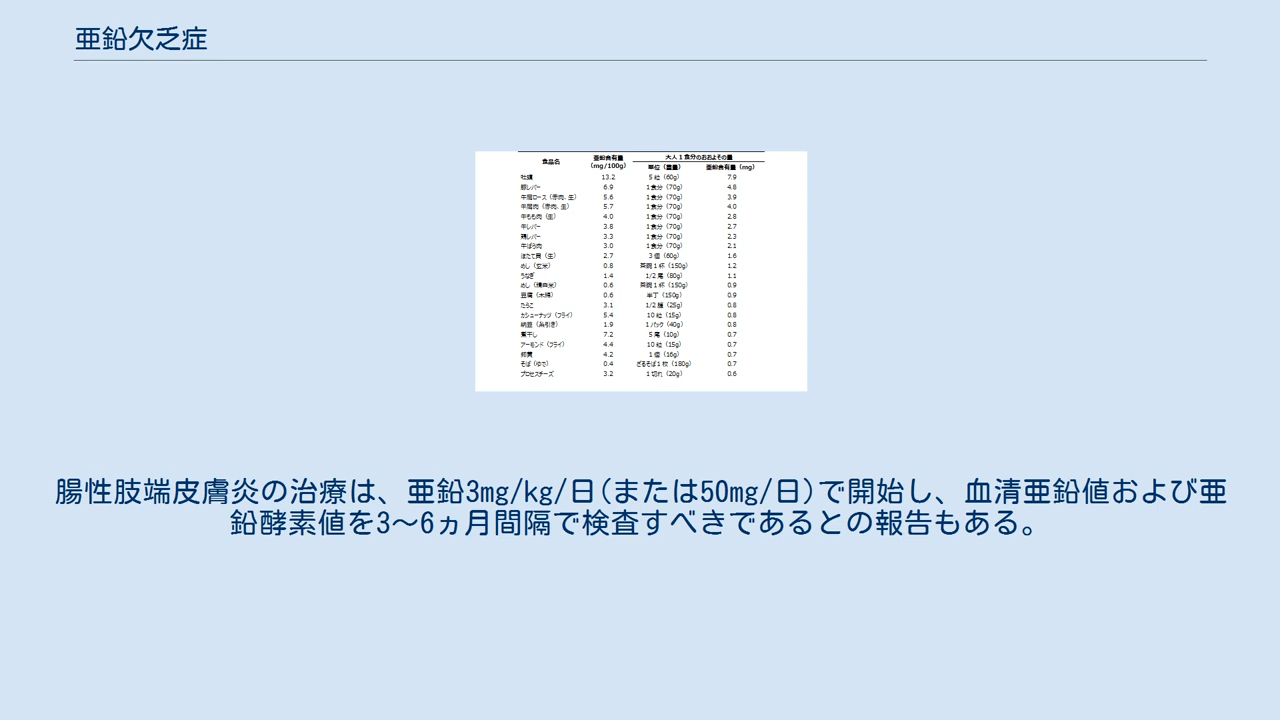 亜鉛欠乏症
食品名 亜鉛含有量 (mg/100g) 大人1食分のおおよその量
単位（重量） 亜鉛含有量（mg）
牡蠣 13.2 5粒（60g） 7.9
豚レバー 6.9 1食分（70g） 4.8
牛肩ロース（赤肉、生） 5.6 1食分（70g） 3.9
牛肩肉（赤肉、生） 5.7 1食分（70g） 4.0
牛もも肉（生） 4.0 1食分（70g） 2.8
牛レバー 3.8 1食分（70g） 2.7
鶏レバー 3.3 1食分（70g） 2.3
牛ばら肉 3.0 1食分（70g） 2.1
ほたて貝（生） 2.7 3個（60g） 1.6
めし（玄米） 0.8 茶碗1杯（150g） 1.2
うなぎ 1.4 1/2尾（80g） 1.1
めし（精白米） 0.6 茶碗1杯（150g） 0.9
豆腐（木綿） 0.6 半丁（150g） 0.9
たらこ 3.1 1/2腹（25g） 0.8
カシューナッツ（フライ） 5.4 10粒（15g） 0.8
納豆（糸引き） 1.9 1パック（40g） 0.8
煮干し 7.2 5尾（10g） 0.7
アーモンド（フライ） 4.4 10粒（15g） 0.7
卵黄 4.2 1個（16g） 0.7
そば（ゆで） 0.4 ざるそば1枚（180g） 0.7
プロセスチーズ 3.2 1切れ（20g） 0.6
腸性肢端皮膚炎の治療は、亜鉛3mg/kg/日(または50mg/日)で開始し、血清亜鉛値および亜
鉛酵素値を3〜6ヵ月間隔で検査すべきであるとの報告もある。